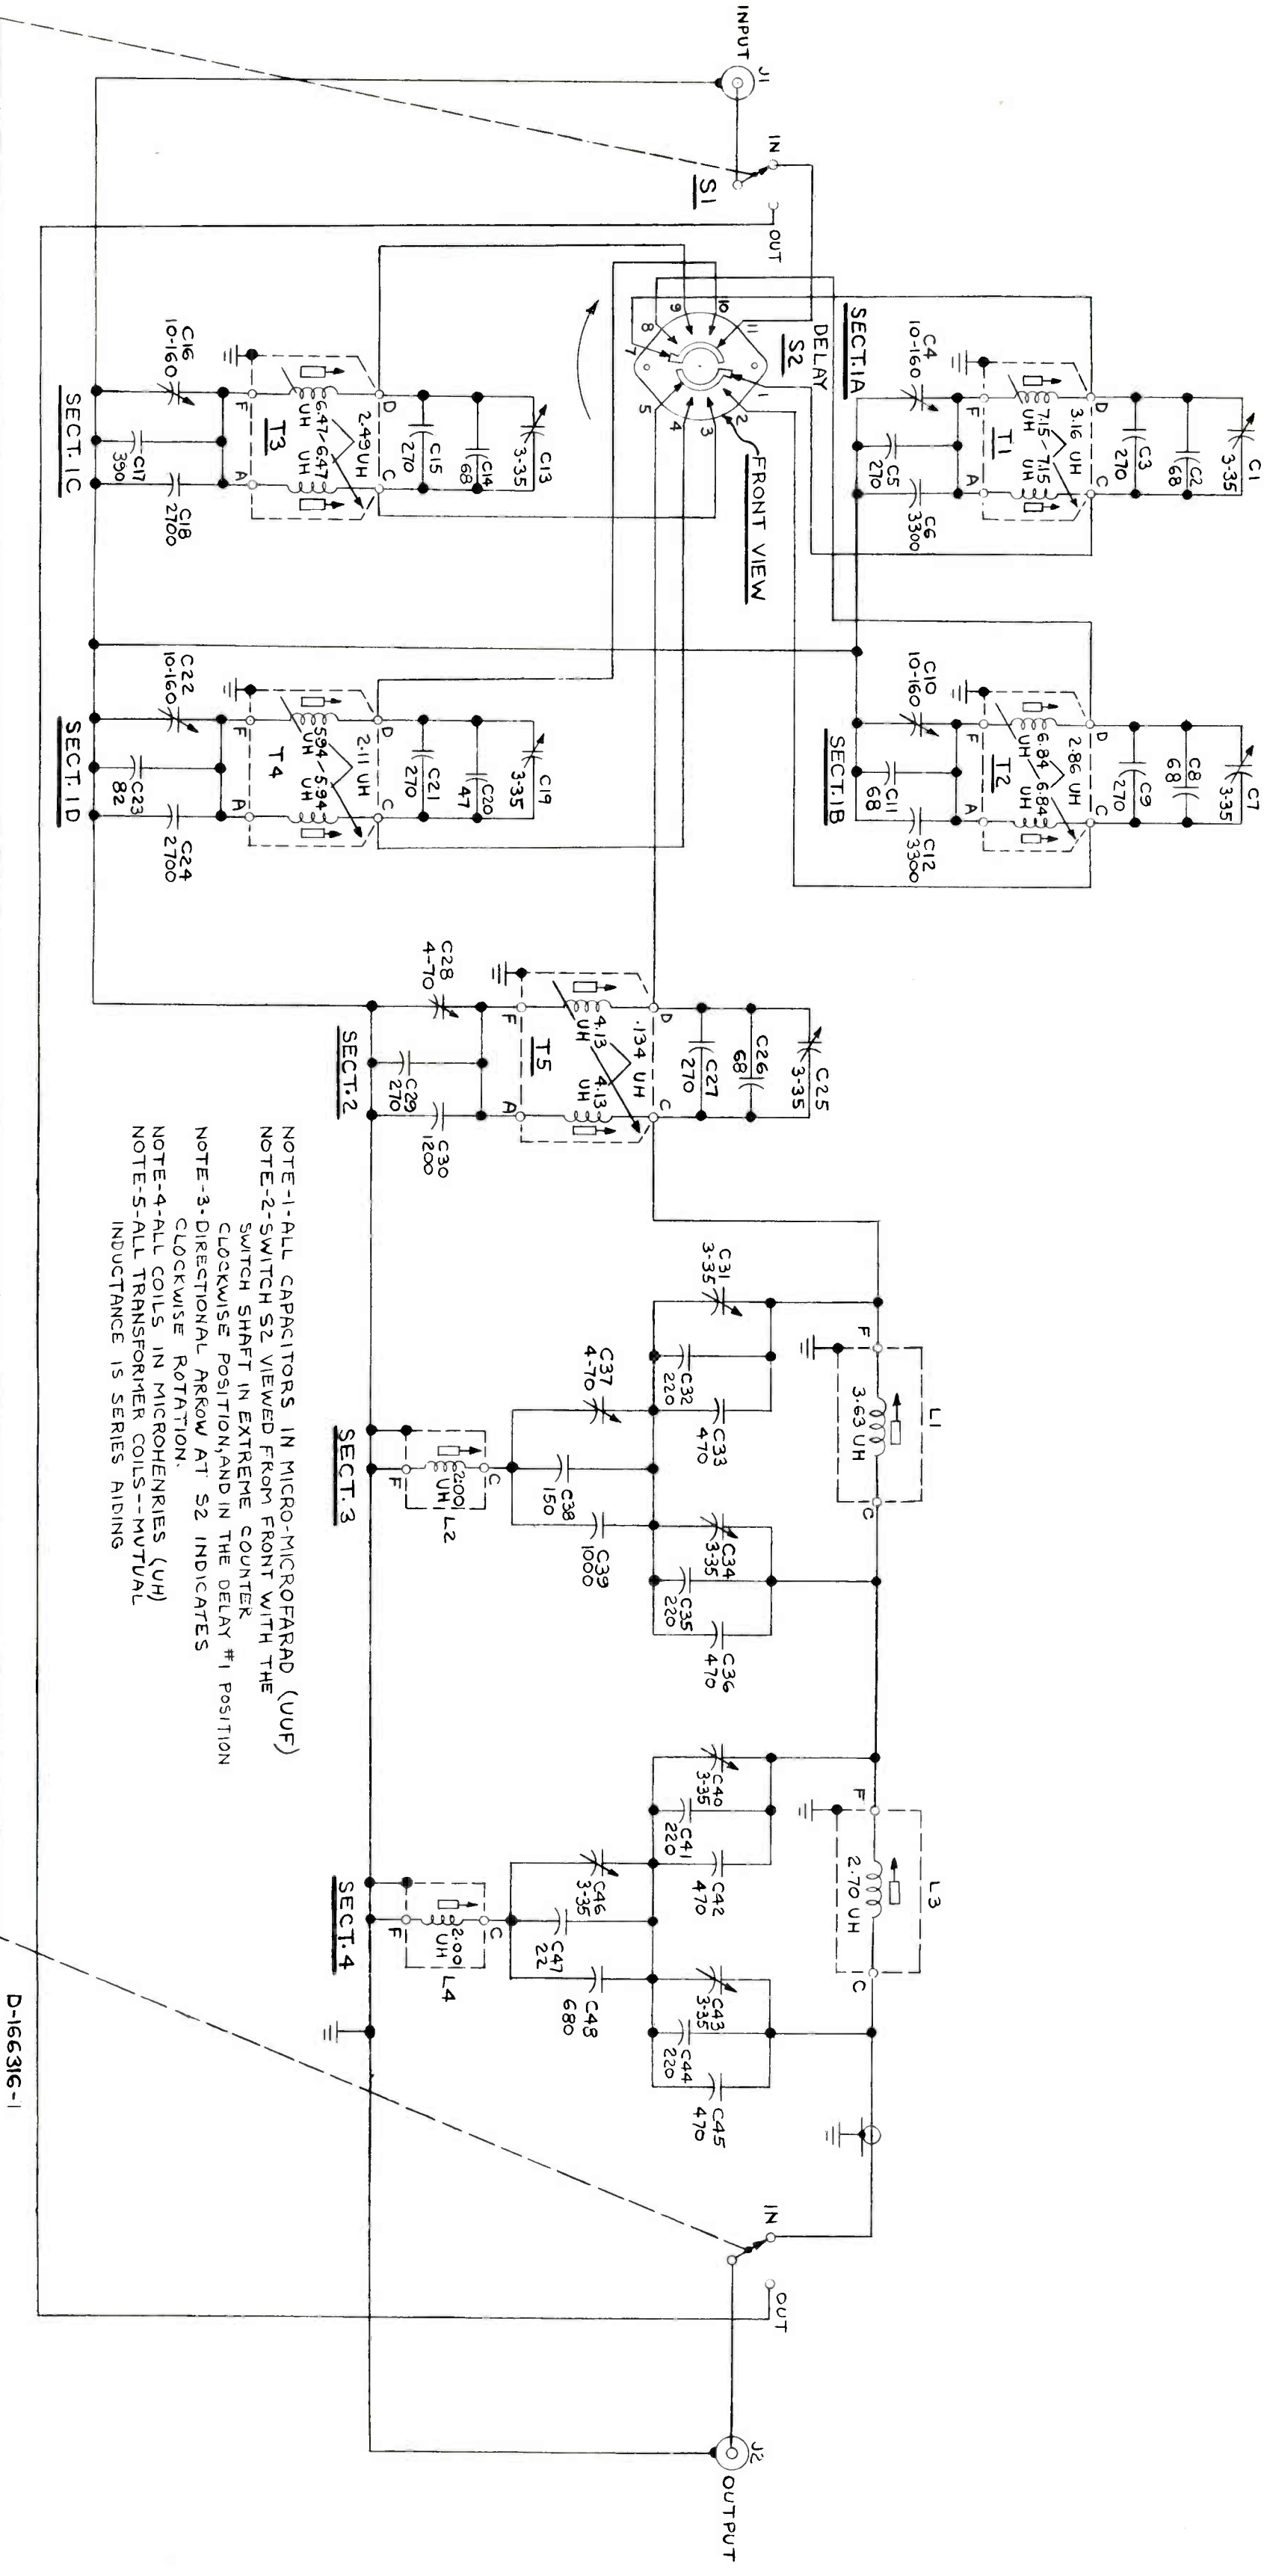 INPUT
J1
IN
OUT
S1
DELAY
S2
FRONT VIEW
1
2
3
4
5
7
8
9
10
11
SECT.1A
C1
3-35
C2
68
C3
270
3.16 UH
D
C
7.15-7.15
UH
UH
T1
F
A
C4
10-160
C5
270
C6
3300
SECT.1B
C7
3-35
C8
68
C9
270
2.86 UH
D
C
6.84-6.84
UH
UH
T2
F
A
C10
10-160
C11
68
C12
3300
SECT.1C
C13
3-35
C14
68
C15
270
2.49UH
D
C
6.47-6.47
UH
UH
T3
F
A
C16
10-160
C17
390
C18
2700
SECT.1D
C19
3-35
C20
47
C21
270
2.11 UH
D
C
5.94-5.94
UH
UH
T4
F
A
C22
10-160
C23
82
C24
2700
SECT.2
C25
3-35
C26
68
C27
270
.134 UH
D
C
4.13
4.13
UH
UH
T5
F
A
C28
4-70
C29
270
C30
1200
L1
F
3.63 UH
C
C31
3-35
C32
220
C33
470
C34
3-35
C35
220
C36
470
C37
4-70
C38
150
C39
1000
C
2.00
UH
L2
F
SECT.3
L3
F
2.70 UH
C
C40
3-35
C41
220
C42
470
C43
3-35
C44
220
C45
470
C46
3-35
C47
22
C48
680
C
2.00
UH
L4
F
SECT.4
IN
OUT
J2
OUTPUT
NOTE-1-ALL CAPACITORS IN MICRO-MICROFARAD (UUF)
NOTE-2-SWITCH S2 VIEWED FROM FRONT WITH THE
SWITCH SHAFT IN EXTREME COUNTER
CLOCKWISE POSITION,AND IN THE DELAY #1 POSITION
NOTE-3-DIRECTIONAL ARROW AT S2 INDICATES
CLOCKWISE ROTATION.
NOTE-4-ALL COILS IN MICROHENRIES (UH)
NOTE-5-ALL TRANSFORMER COILS--MUTUAL
INDUCTANCE IS SERIES AIDING
D-166316-1